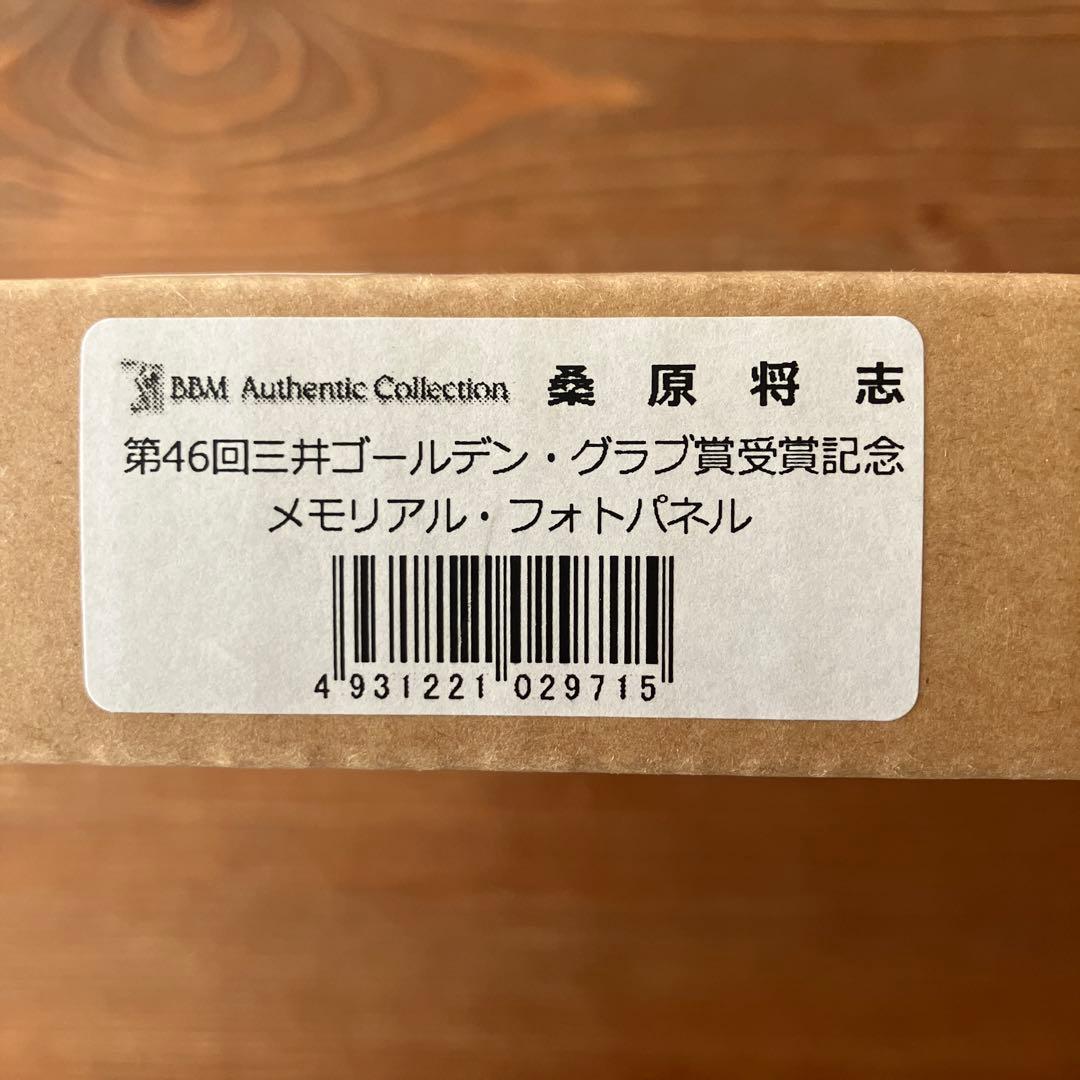 BBM Authentic Collection 桑原将志
第46回三井ゴールデン・グラブ賞受賞記念
メモリアル・フォトパネル
4 931221 029715